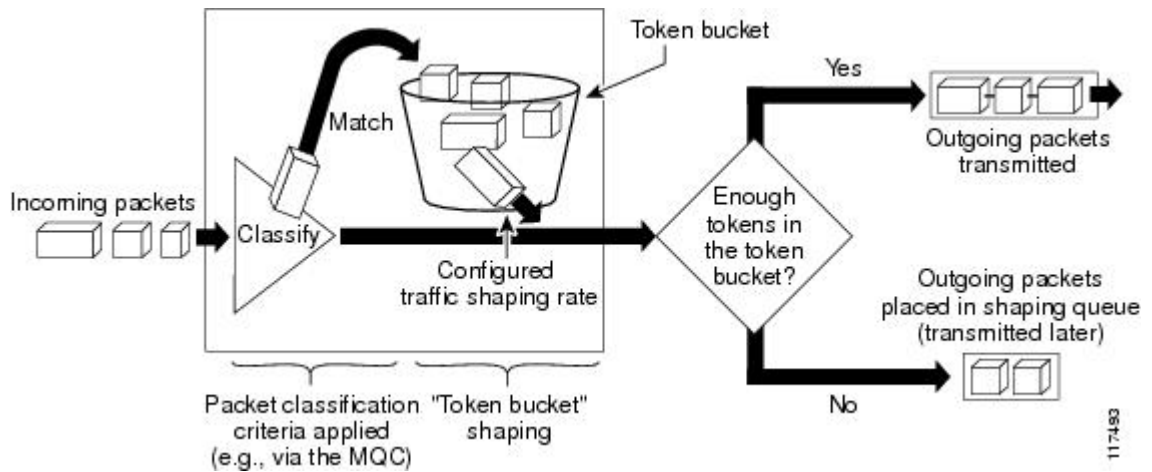 Token bucket
Yes
Match
Outgoing packets
transmitted
Incoming packets
Classify
Enough
tokens in
the token
bucket?
Configured
traffic shaping rate
Outgoing packets
placed in shaping queue
(transmitted later)
No
Packet classification
criteria applied
(e.g., via the MQC)
"Token bucket"
shaping
117493